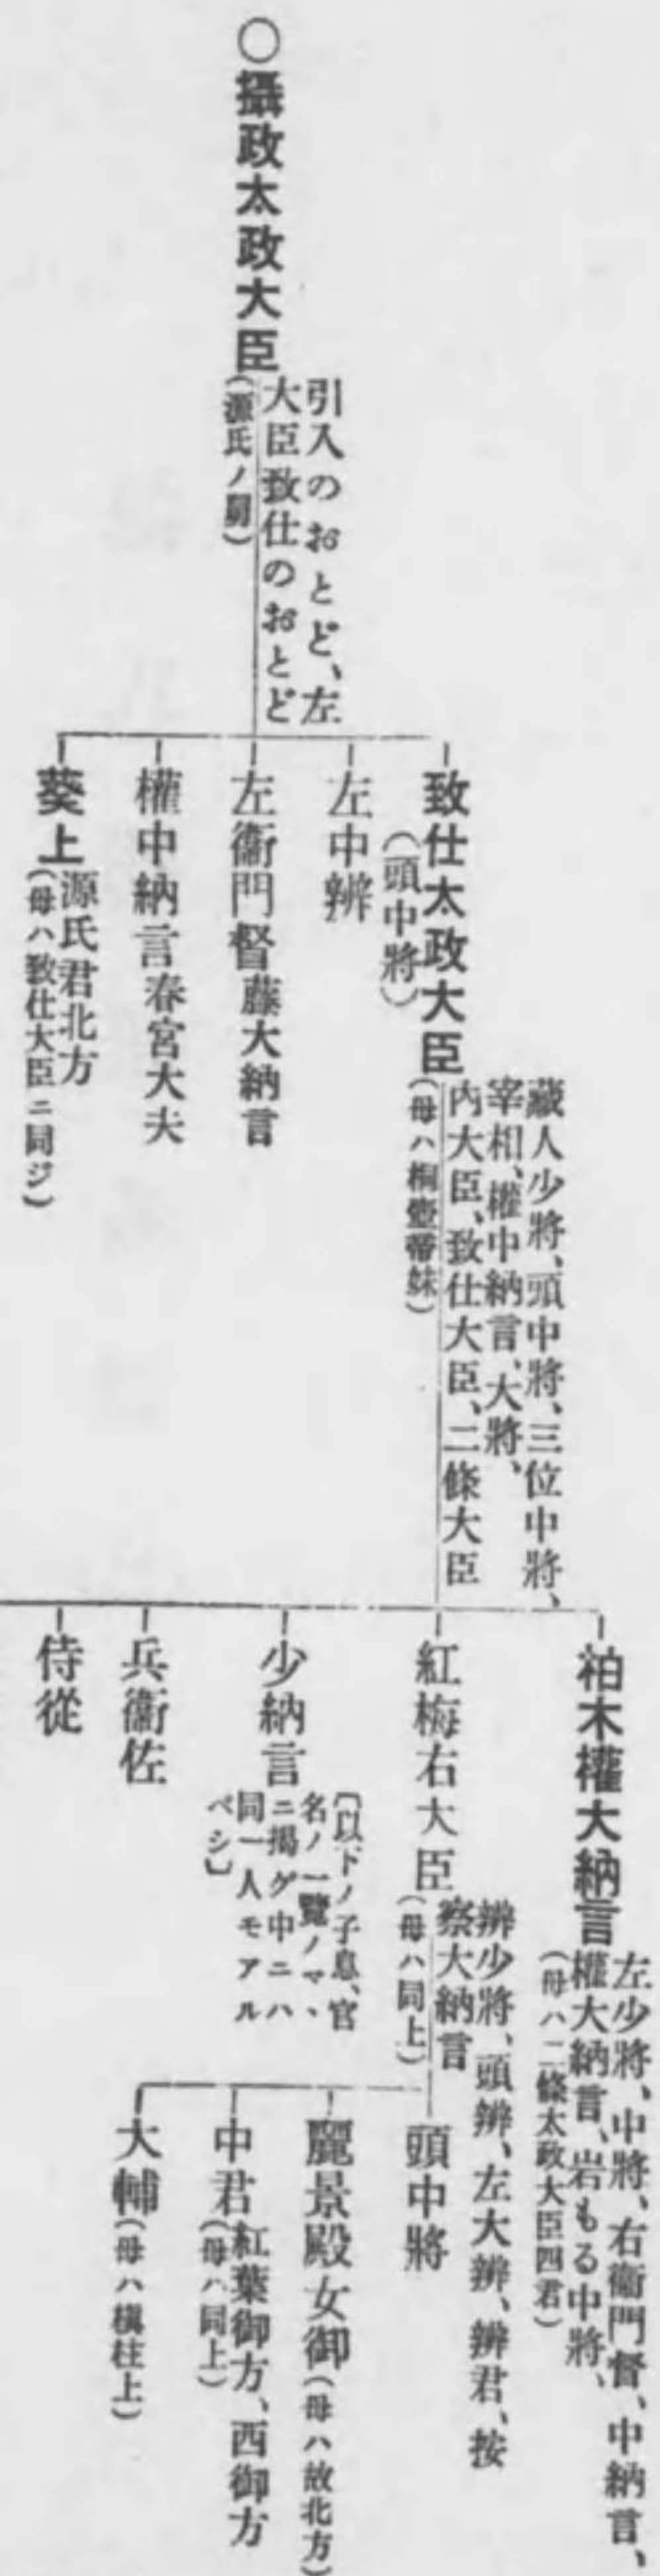 ○攝政太政大臣
引入のおとど、左
大臣致仕のおとど
(源氏ノ舅)
致仕太政大臣
(頭中將)
藏人少將、頭中將、三位中將、
宰相、權中納言、大將、
內大臣、致仕大臣、二條大臣
(母ハ桐壺帝妹)
左中辨
左衞門督藤大納言
權中納言春宮大夫
葵上
源氏君北方
(母ハ致仕大臣ニ同ジ)
柏木權大納言
左少將、中將、右衞門督、中納言、
權大納言、岩もる中將、
(母ハ二條太政大臣四君)
紅梅右大臣
辨少將、頭辨、左大辨、辨君、按
察大納言
(母ハ同上)
少納言
〔以下ノ子息、官
名ノ一覽ノマ、
ニ揭グ中ニハ
同一人モアル
ベシ〕
兵衞佐
侍從
頭中將
麗景殿女御(母ハ故北方)
中君
紅葉御方、西御方
(母ハ同上)
大輔(母ハ槇柱上)